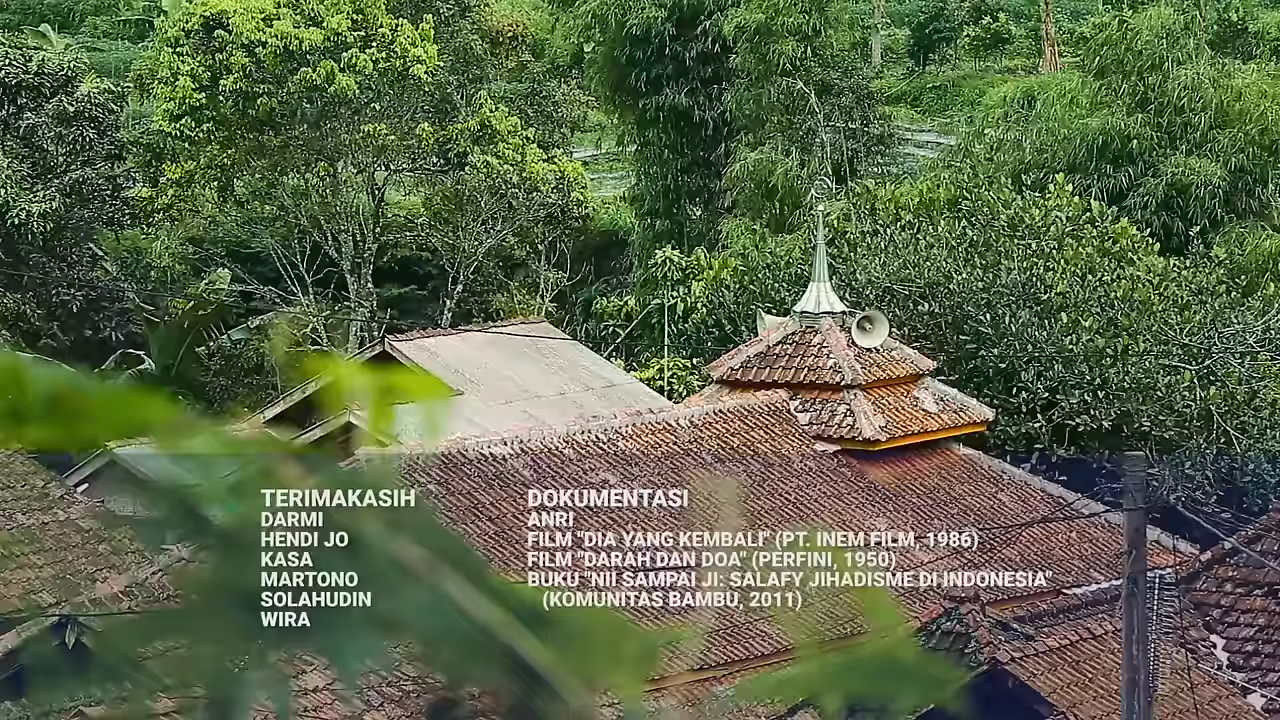 TERIMAKASIH
DARMI
HENDI JO
KASA
MARTONO
SOLAHUDIN
WIRA
DOKUMENTASI
ANRI
FILM "DIA YANG KEMBALI" (PT. INEM FILM, 1986)
FILM "DARAH DAN DOA" (PERFINI, 1950)
BUKU "NII SAMPAI JI: SALAFY JIHADISME DI INDONESIA"
(KOMUNITAS BAMBU, 2011)